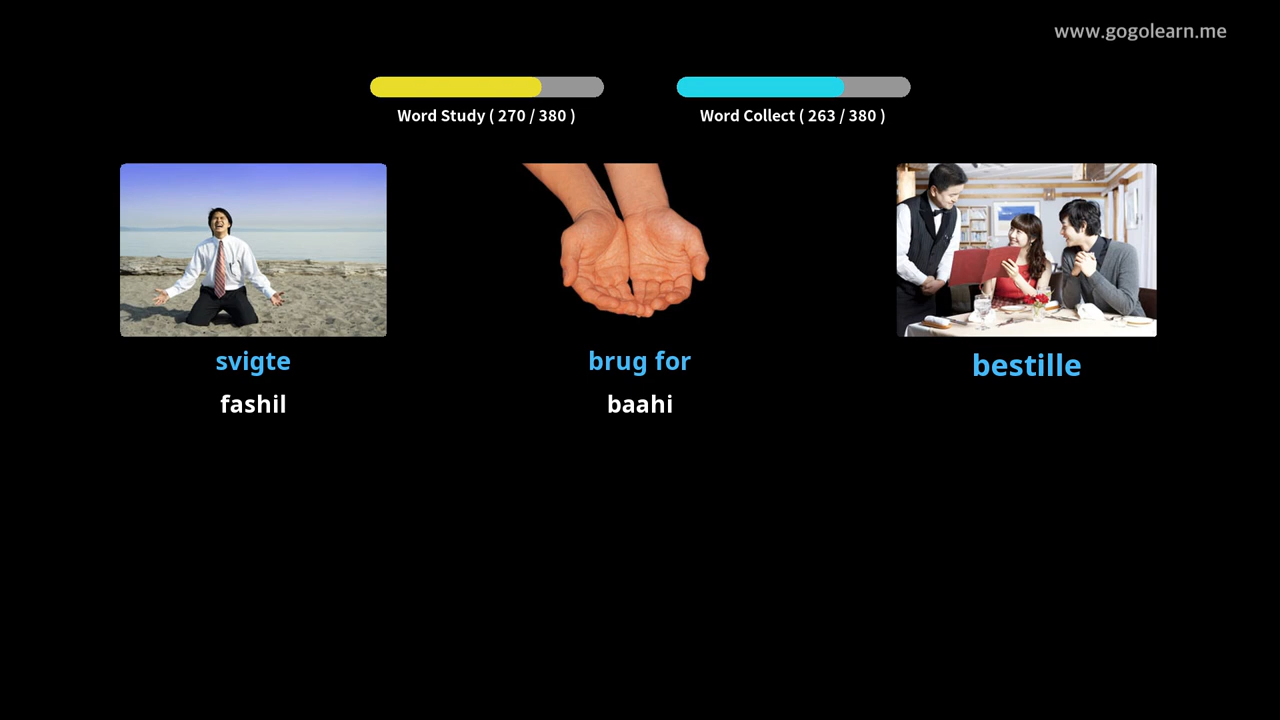 www.gogolearn.me
Word Study ( 270 / 380 )
Word Collect ( 263 / 380 )
svigte
fashil
brug for
baahi
bestille